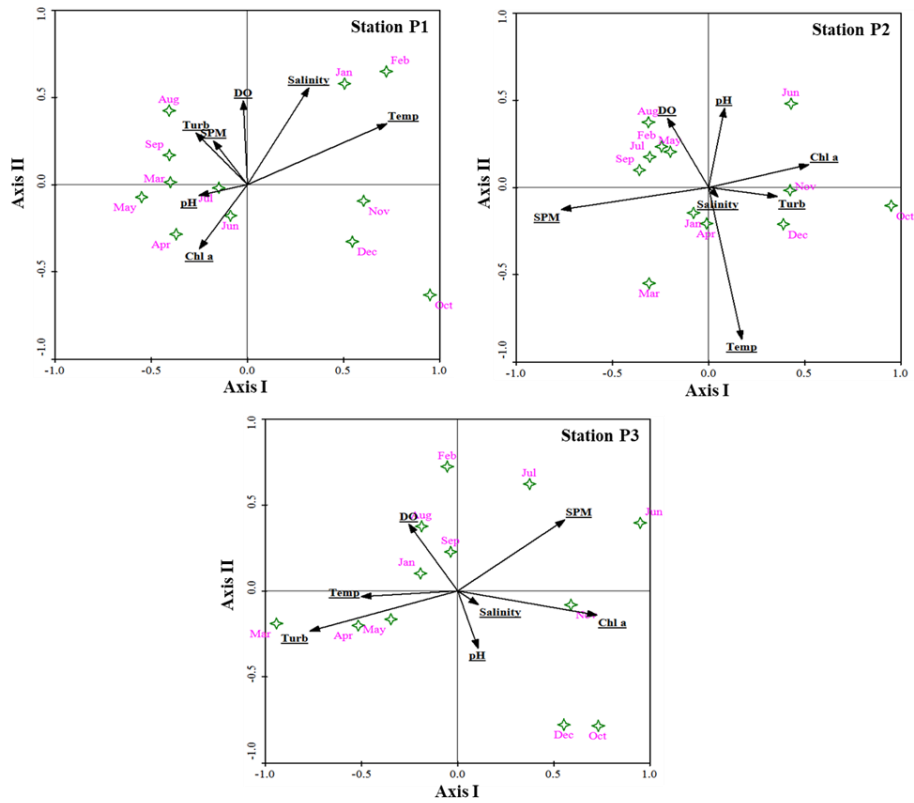 Station P1
1.0
0.5
0.0
-0.5
-1.0
Axis II
Feb
Jan
Salinity
DO
Aug
Temp
Turb
SPM
Sep
Mar
Jul
pH
May
Nov
Jun
Apr
Dec
Chl a
Oct
-1.0
-0.5
0.0
0.5
1.0
Axis I
Station P2
1.0
0.5
0.0
-0.5
-1.0
Axis II
Jun
pH
DO
Aug
Feb
May
Jul
Chl a
Sep
Nov
Salinity
Turb
SPM
Oct
Jan
Apr
Dec
Mar
Temp
-1.0
-0.5
0.0
0.5
1.0
Axis I
Station P3
1.0
0.5
0.0
-0.5
-1.0
Axis II
Feb
Jul
SPM
DO
Aug
Jun
Sep
Jan
Temp
Salinity
Nov
Chl a
Mar
Turb
Apr
May
pH
Dec
Oct
-1.0
-0.5
0.0
0.5
1.0
Axis I